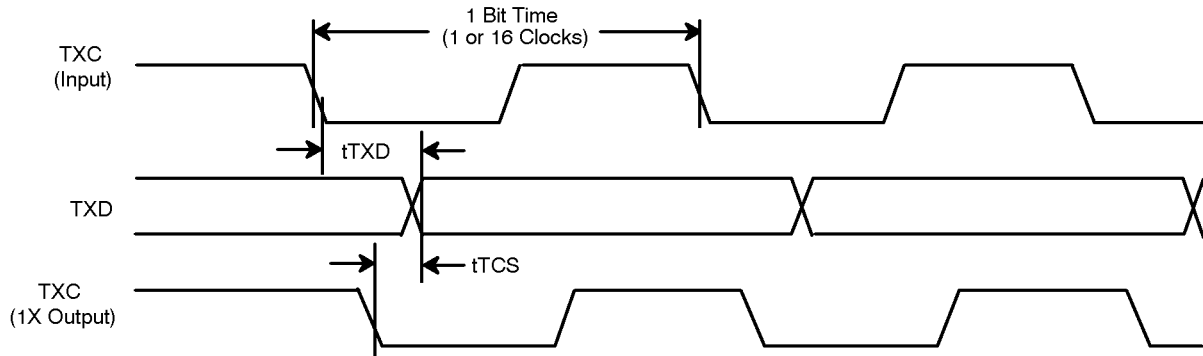 1 Bit Time
(1 or 16 Clocks)
TXC
(Input)
tTXD
TXD
tTCS
TXC
(1X Output)